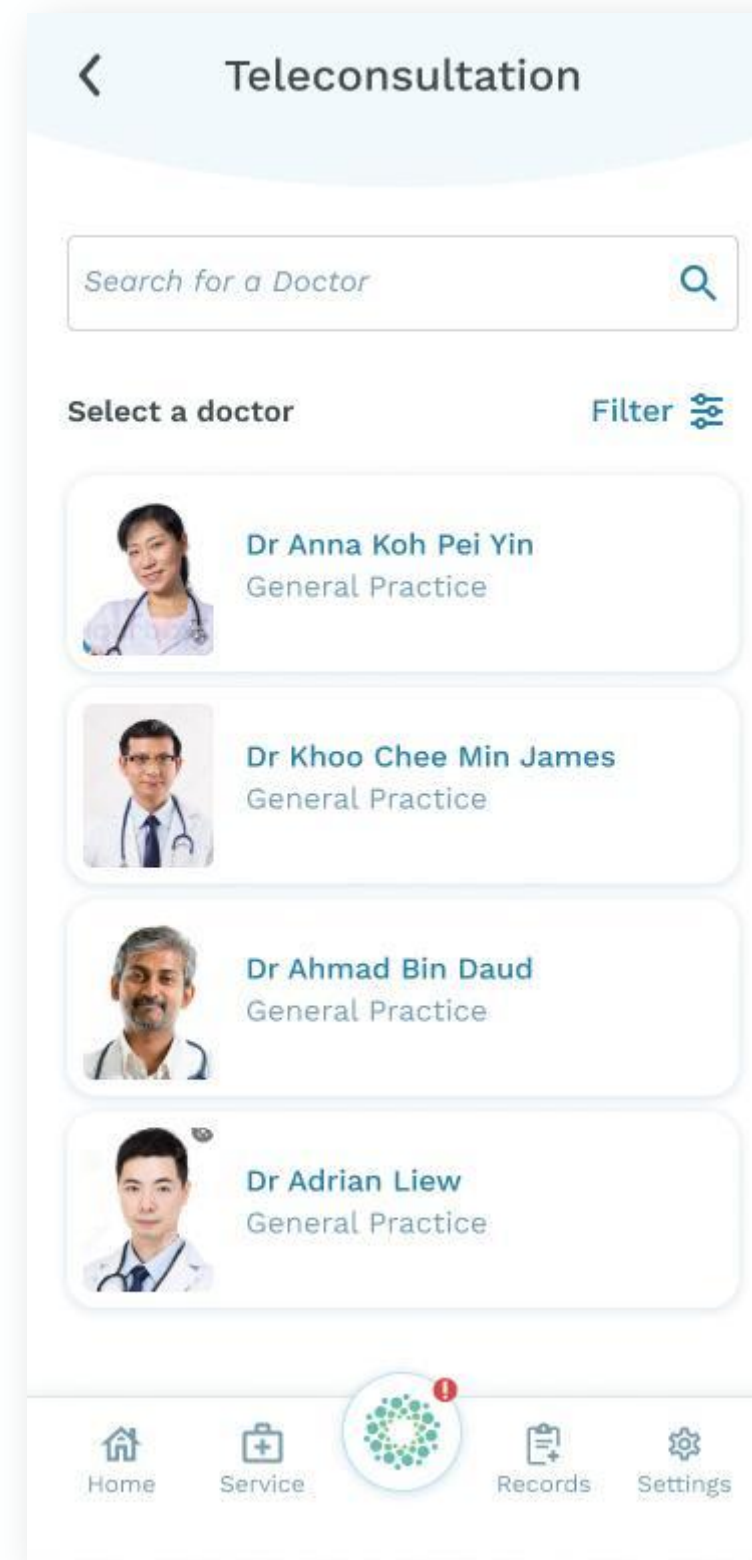 Teleconsultation
Search for a Doctor
Select a doctor
Filter
Dr Anna Koh Pei Yin
General Practice
Dr Khoo Chee Min James
General Practice
Dr Ahmad Bin Daud
General Practice
Dr Adrian Liew
General Practice
Home
Service
Records
Settings